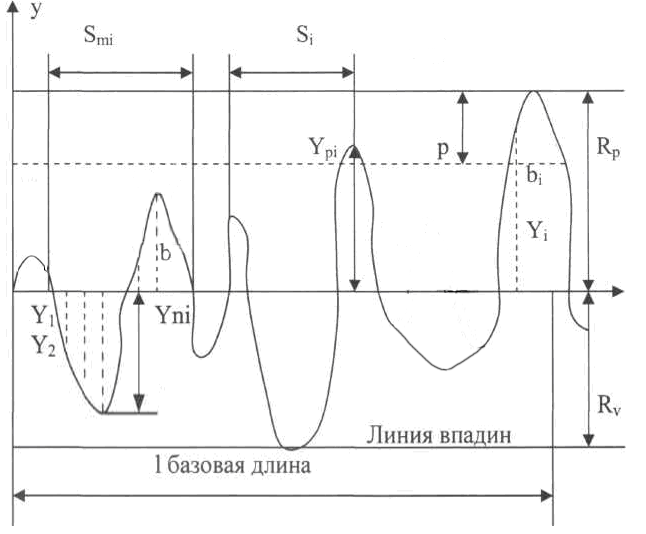 y
Smi
Si
Ypi
p
Rp
bi
b
Yi
Y1
Yni
Y2
Rv
Линия впадин
l базовая длина